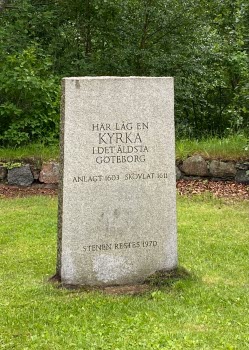 HÄR LÅG EN
KYRKA
I DET ÄLDSTA
GÖTEBORG
ANLAGT 1603 SKÖVLAT 1611
STENEN RESTES 1970